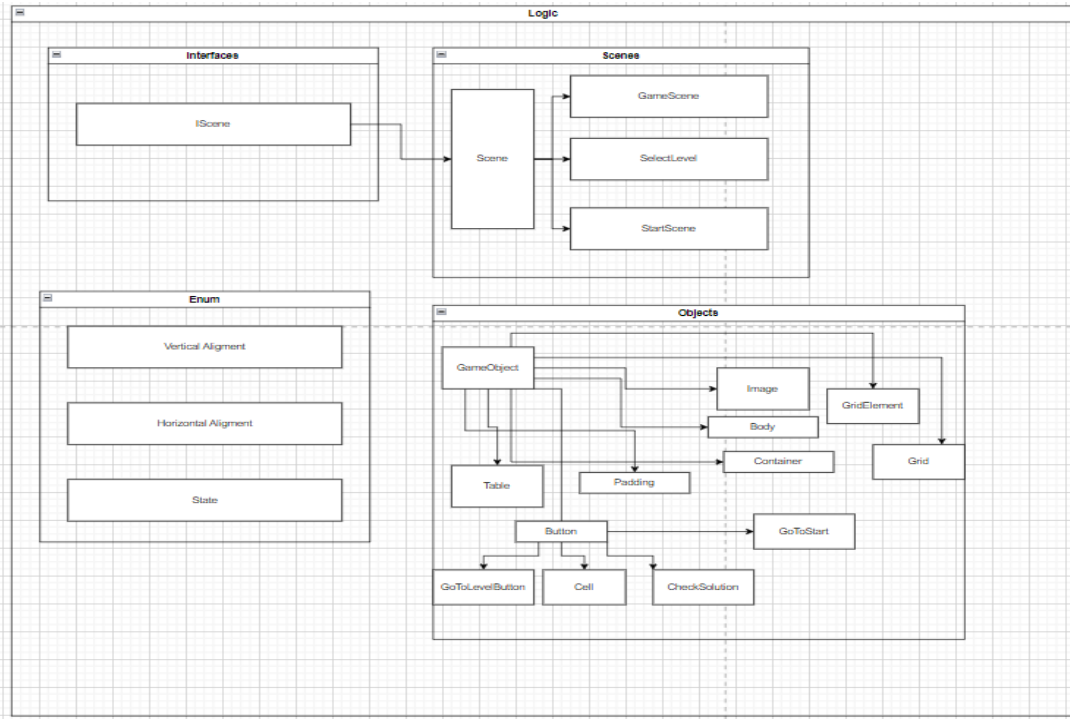 Logic
Interfaces
IScene
Scenes
Scene
GameScene
SelectLevel
StartScene
Enum
Vertical Aligment
Horizontal Aligment
State
Objects
GameObject
Image
GridElement
Body
Container
Grid
Table
Padding
Button
GoToStart
GoToLevelButton
Cell
CheckSolution